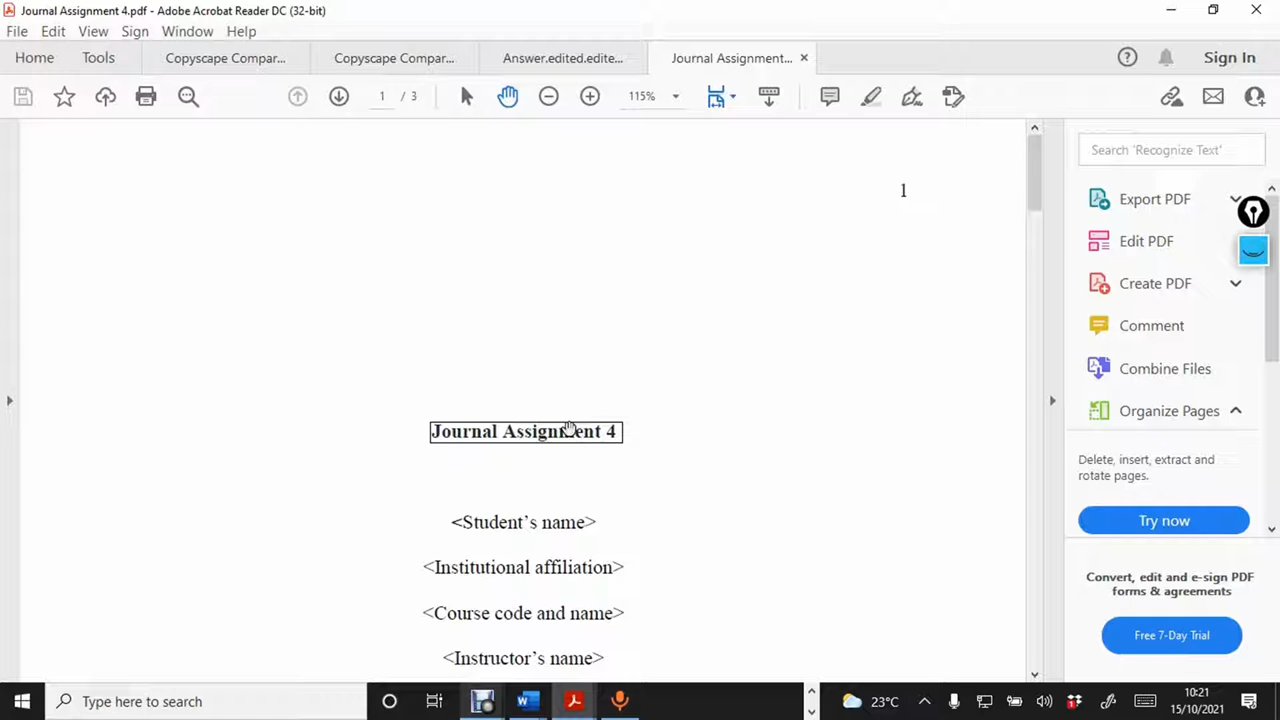 Journal Assignment 4.pdf - Adobe Acrobat Reader DC (32-bit)
File Edit View Sign Window Help
Home Tools Copyscape Compar... Copyscape Compar... Answer.edited.edite... Journal Assignment... × Sign In
1 / 3 115%
Search 'Recognize Text'
1
Export PDF
Edit PDF
Create PDF
Comment
Combine Files
Organize Pages
Delete, insert, extract and
rotate pages.
Try now
Convert, edit and e-sign PDF
forms & agreements
Free 7-Day Trial
Journal Assignment 4
<Student's name>
<Institutional affiliation>
<Course code and name>
<Instructor's name>
Type here to search
23°C
10:21
15/10/2021